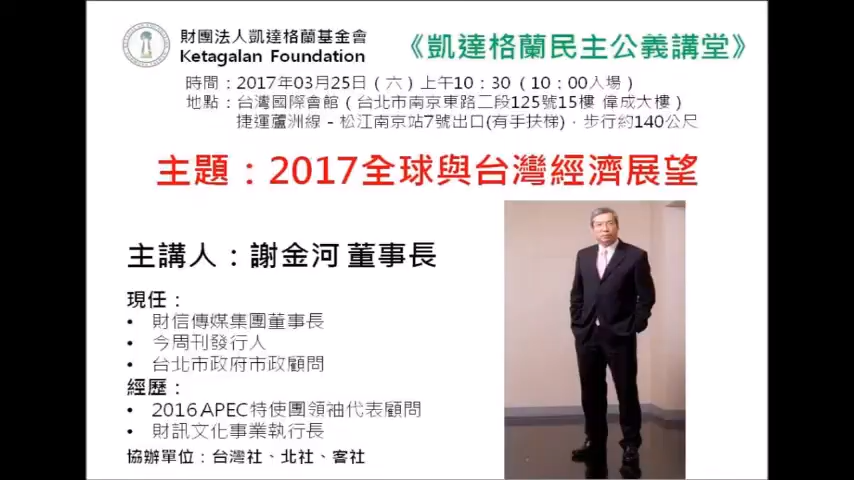 財團法人凱達格蘭基金會
Ketagalan Foundation
《凱達格蘭民主公義講堂》
時間：2017年03月25日（六）上午10：30（10：00入場）
地點：台灣國際會館（台北市南京東路二段125號15樓 偉成大樓）
捷運蘆洲線－松江南京站7號出口(有手扶梗)，步行約140公尺
主題：2017全球與台灣經濟展望
主講人：謝金河 董事長
現任：
• 財信傳媒集團董事長
• 今周刊發行人
• 台北市政府市政顧問
經歷：
• 2016 APEC特使團領袖代表顧問
• 財訊文化事業執行長
協辦單位：台灣社、北社、客社